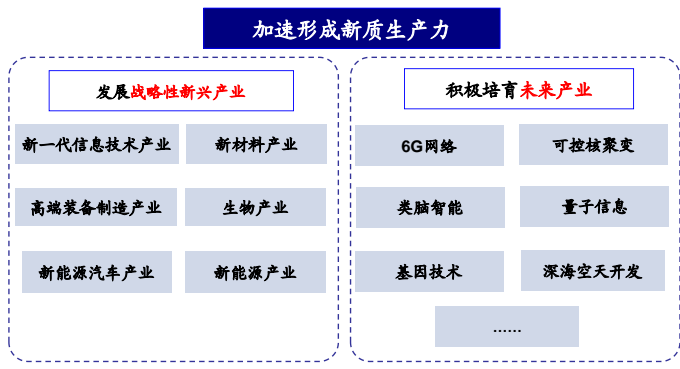 加速形成新质生产力
发展战略性新兴产业
新一代信息技术产业
新材料产业
高端装备制造产业
生物产业
新能源汽车产业
新能源产业
积极培育未来产业
6G网络
可控核聚变
类脑智能
量子信息
基因技术
深海空天开发
……